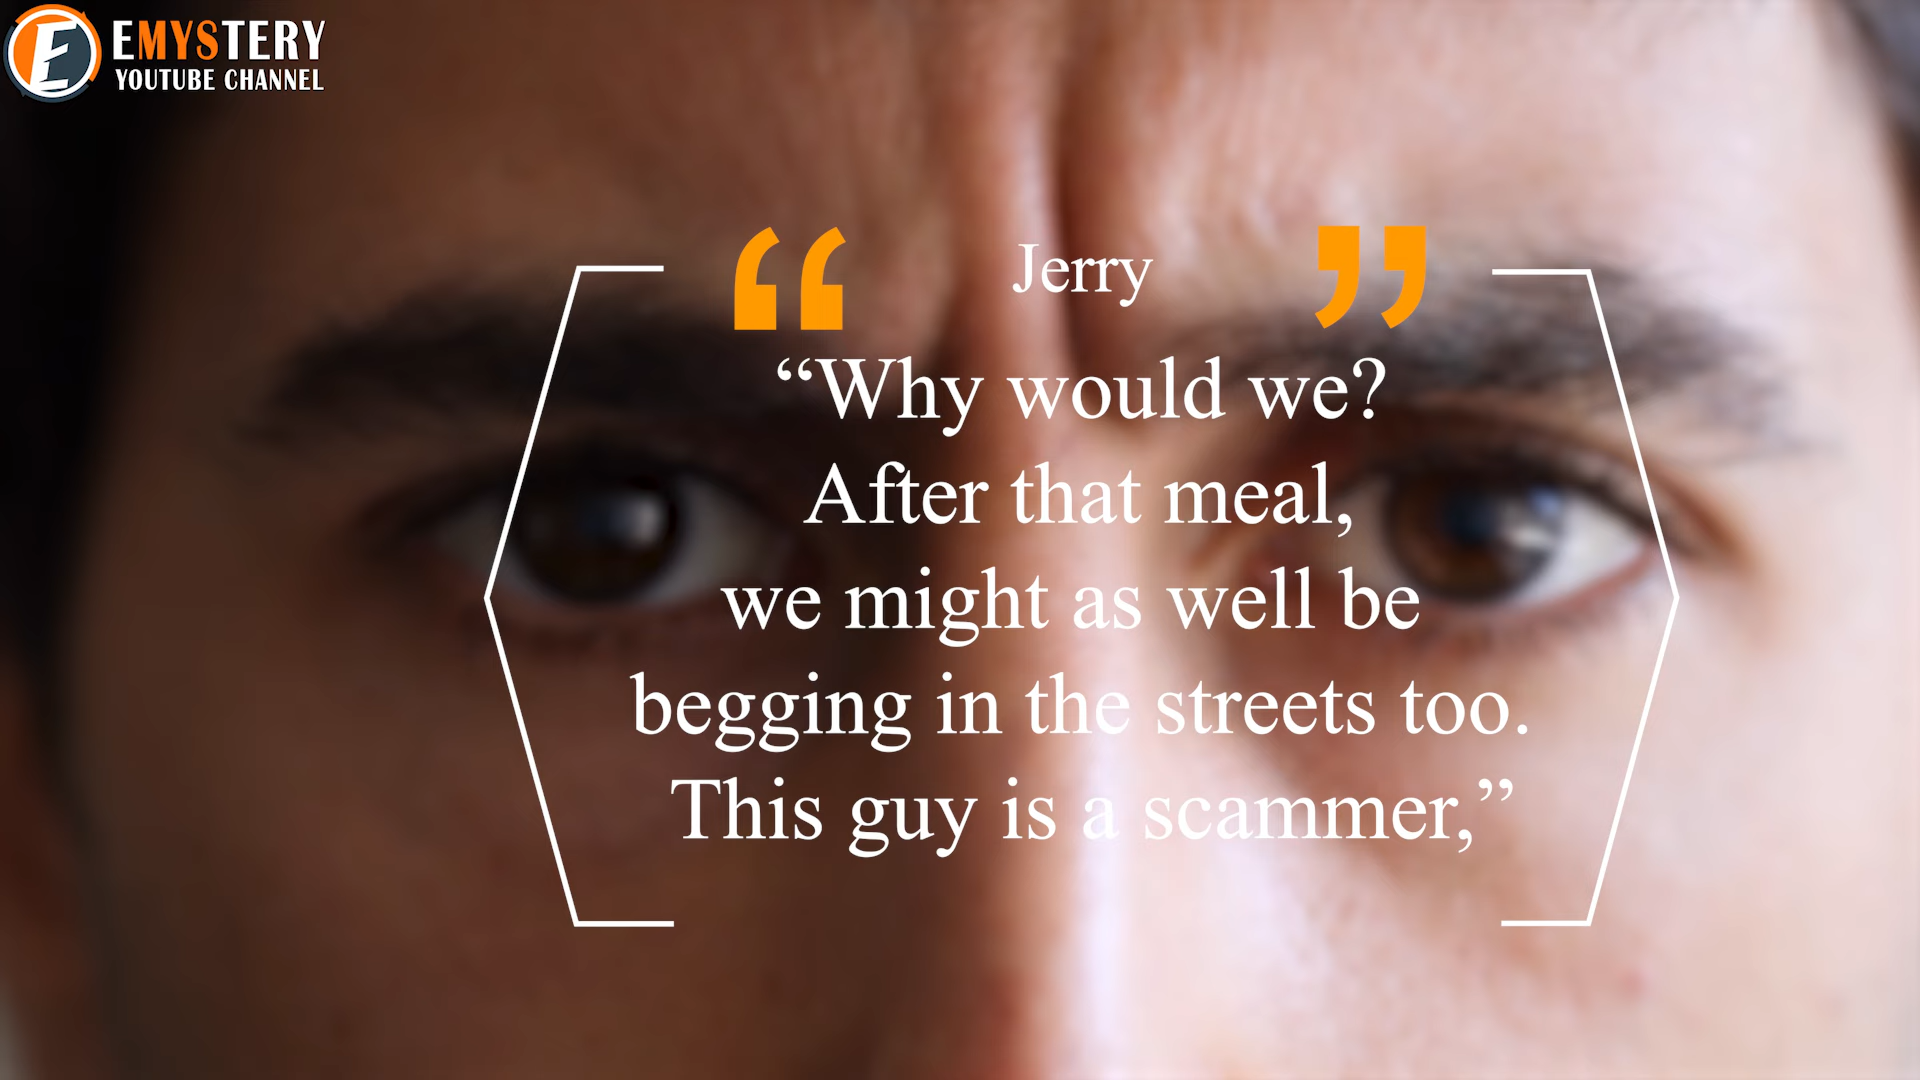 EMYSTERY
YOUTUBE CHANNEL
Jerry
“Why would we?
After that meal,
we might as well be
begging in the streets too.
This guy is a scammer,”